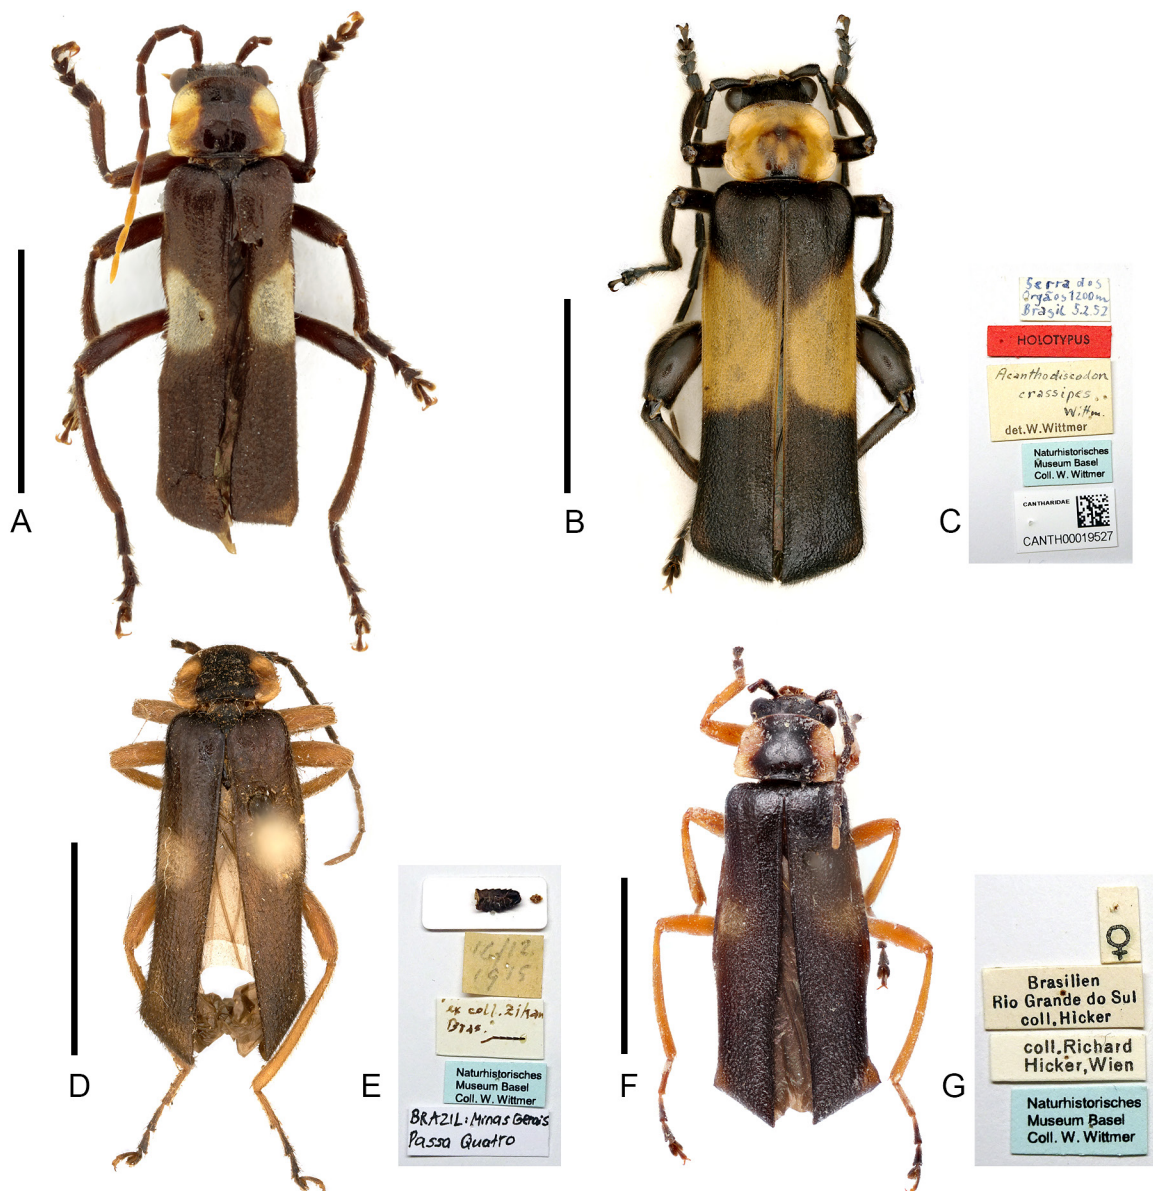 A
B
C
Serra dos
Orgãos 1200m
Brasil 5.2.52
HOLOTYPUS
Acanthodiscodon
crassipes
Wittm.
det. W. Wittmer
Naturhistorisches
Museum Basel
Coll. W. Wittmer
CANTHARIDAE
CANTH00019527
D
E
16/12.
1915
ex coll. Zikan
Bras.
Naturhistorisches
Museum Basel
Coll. W. Wittmer
BRAZIL: Minas Gerais
Passa Quatro
F
G
♀
Brasilien
Rio Grande do Sul
coll. Hicker
coll. Richard
Hicker, Wien
Naturhistorisches
Museum Basel
Coll. W. Wittmer